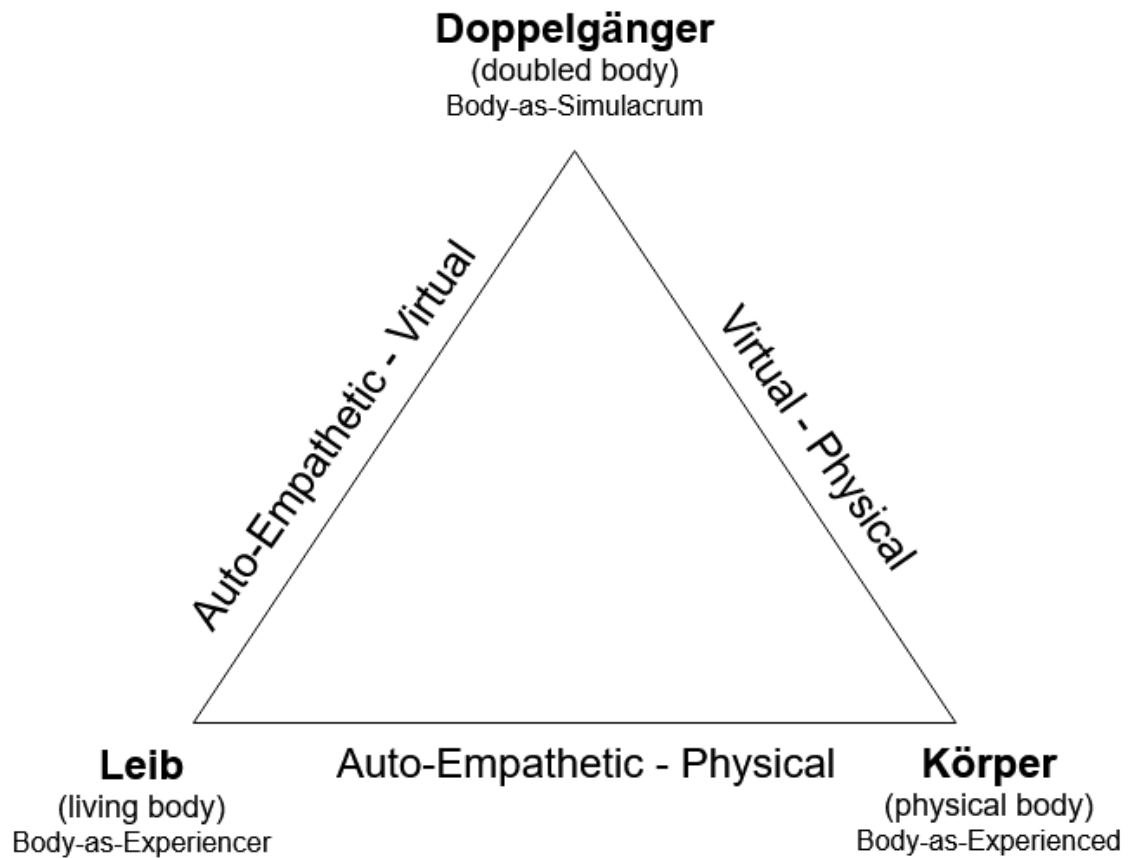 Doppelgänger
(doubled body)
Body-as-Simulacrum
Auto-Empathetic - Virtual
Virtual - Physical
Leib
(living body)
Body-as-Experiencer
Auto-Empathetic - Physical
Körper
(physical body)
Body-as-Experienced